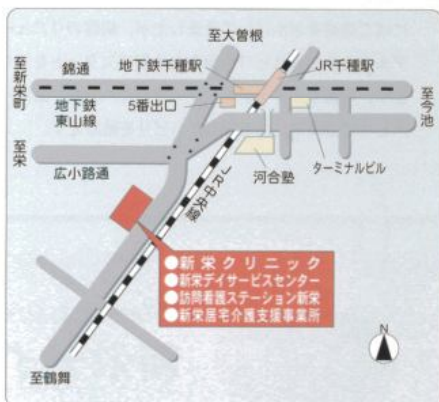 至大曽根
地下鉄千種駅
JR千種駅
至新栄町
錦通
地下鉄
東山線
5番出口
至今池
至栄
広小路通
ターミナルビル
河合塾
JR中央線
●新栄クリニック
●新栄デイサービスセンター
●訪問看護ステーション新栄
●新栄居宅介護支援事業所
N
至鶴舞